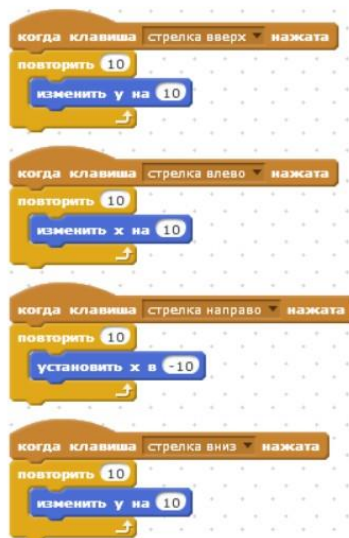 когда клавиша стрелка вверх нажата
повторить 10
изменить y на 10
когда клавиша стрелка влево нажата
повторить 10
изменить x на 10
когда клавиша стрелка направо нажата
повторить 10
установить x в -10
когда клавиша стрелка вниз нажата
повторить 10
изменить y на 10